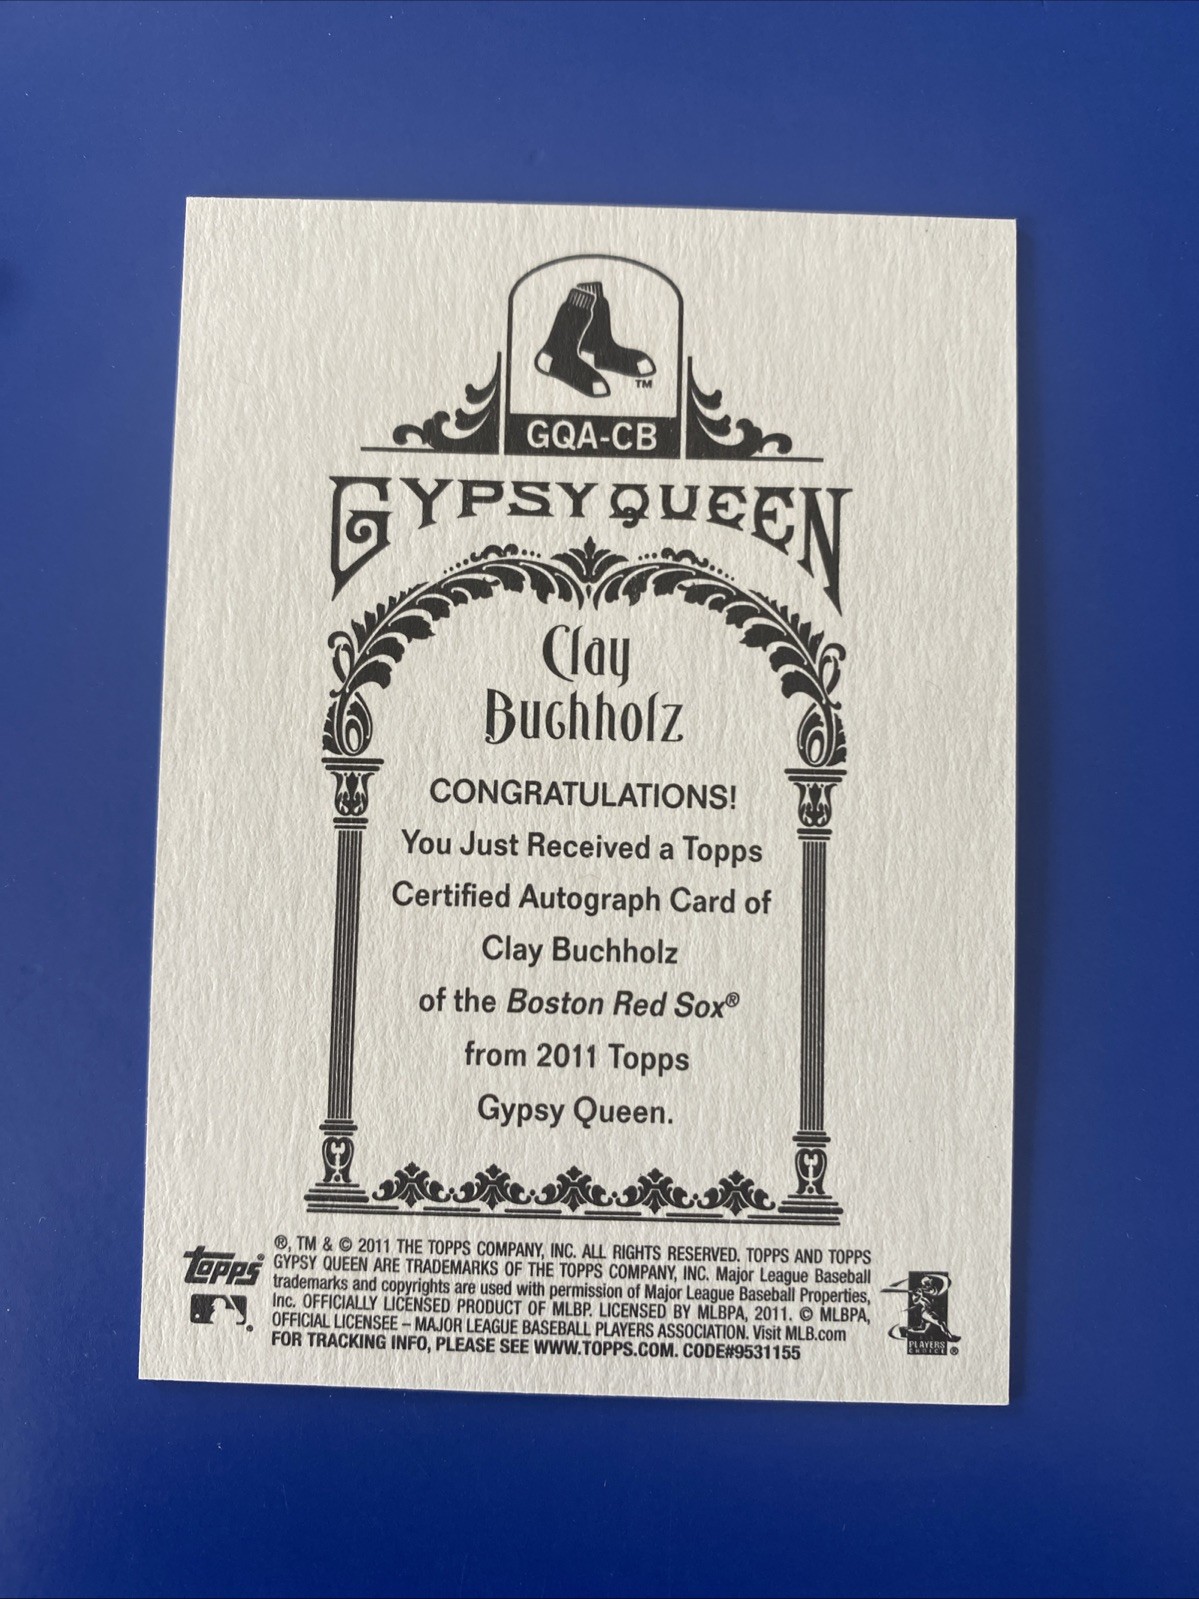 TM
GQA-CB
GYPSY QUEEN
Clay
Buchholz
CONGRATULATIONS!
You Just Received a Topps
Certified Autograph Card of
Clay Buchholz
of the Boston Red Sox®
from 2011 Topps
Gypsy Queen.
®, TM & © 2011 THE TOPPS COMPANY, INC. ALL RIGHTS RESERVED. TOPPS AND TOPPS
GYPSY QUEEN ARE TRADEMARKS OF THE TOPPS COMPANY, INC. Major League Baseball
trademarks and copyrights are used with permission of Major League Baseball Properties,
Inc. OFFICIALLY LICENSED PRODUCT OF MLBP. LICENSED BY MLBPA, 2011. © MLBPA,
OFFICIAL LICENSEE – MAJOR LEAGUE BASEBALL PLAYERS ASSOCIATION. Visit MLB.com
FOR TRACKING INFO, PLEASE SEE WWW.TOPPS.COM. CODE#9531155
Topps®
®
PLAYERS
CHOICE ®